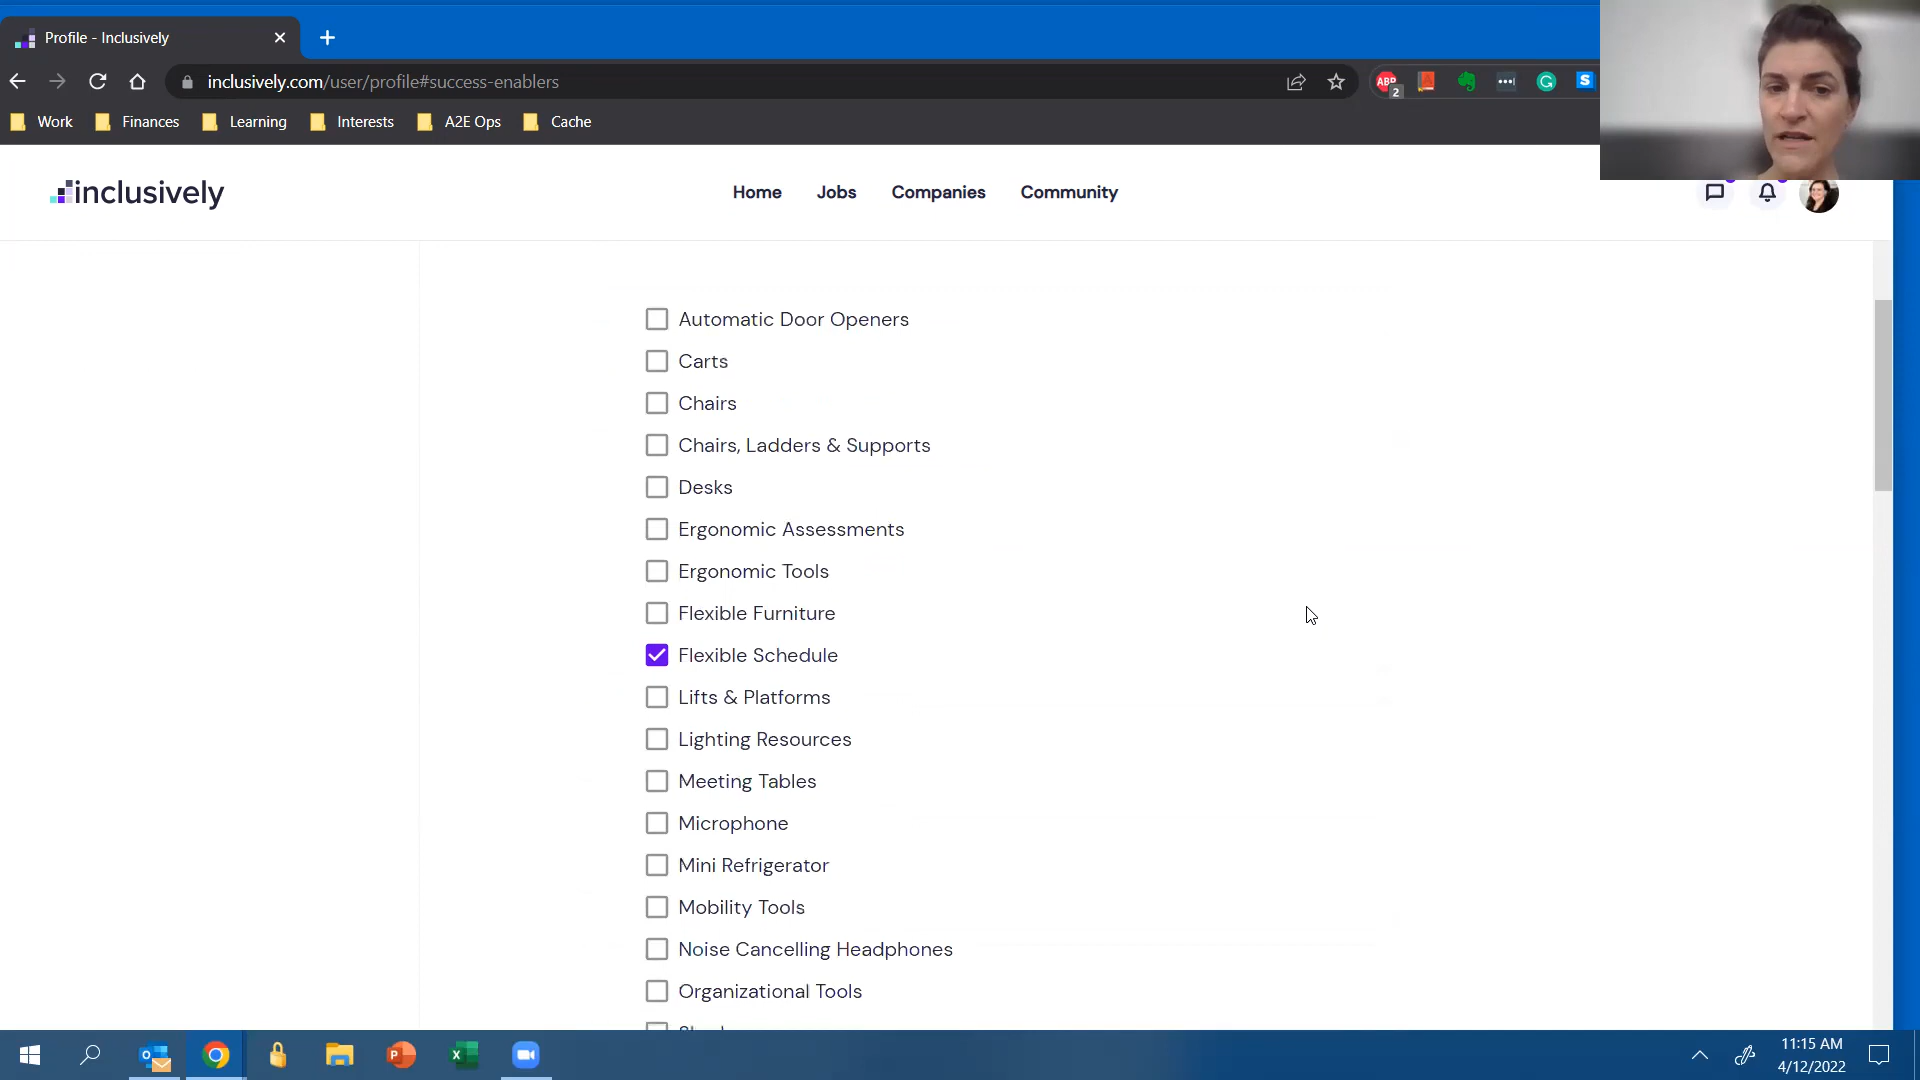 Profile - Inclusively
inclusively.com/user/profile#success-enablers
ABP
2
G
S
Work
Finances
Learning
Interests
A2E Ops
Cache
inclusively
Home
Jobs
Companies
Community
Automatic Door Openers
Carts
Chairs
Chairs, Ladders & Supports
Desks
Ergonomic Assessments
Ergonomic Tools
Flexible Furniture
Flexible Schedule
Lifts & Platforms
Lighting Resources
Meeting Tables
Microphone
Mini Refrigerator
Mobility Tools
Noise Cancelling Headphones
Organizational Tools
11:15 AM
4/12/2022